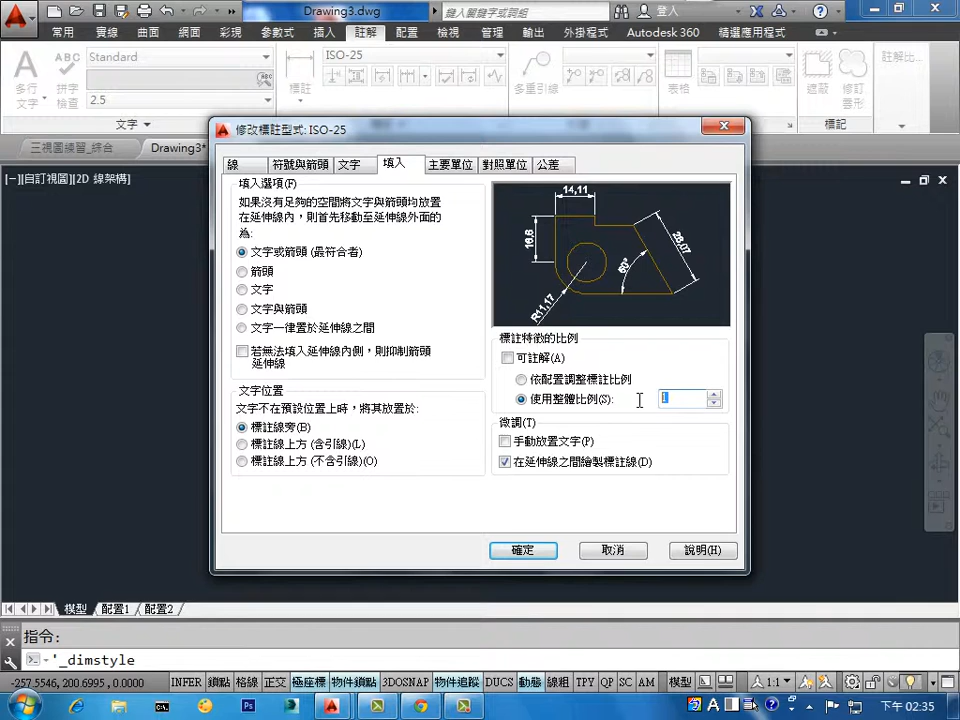 Drawing3.dwg
鍵入關鍵字或詞組
登入
常用 實線 曲面 網面 彩現 參數式 插入 註解 配置 檢視 管理 輸出 外掛程式 Autodesk 360 精選應用程式
Standard
2.5
ISO-25
多行
文字
ABC
拼字
檢查
標註
多重引線
表格
遮蔽
修訂
雲形
註解比...
文字
標記
三視圖練習_綜合
Drawing3*
[−][自訂視圖][2D 線架構]
修改標註型式: ISO-25
線 符號與箭頭 文字 填入 主要單位 對照單位 公差
填入選項(F)
如果沒有足夠的空間將文字與箭頭均放置
在延伸線內，則首先移動至延伸線外面的
為:
文字或箭頭 (最符合者)
箭頭
文字
文字與箭頭
文字一律置於延伸線之間
若無法填入延伸線內側，則抑制箭頭
延伸線
文字位置
文字不在預設位置上時，將其放置於:
標註線旁(B)
標註線上方 (含引線)(L)
標註線上方 (不含引線)(O)
14,11
16,6
28,07
60°
R11,17
標註特徵的比例
可註解(A)
依配置調整標註比例
使用整體比例(S):
1
微調(T)
手動放置文字(P)
在延伸線之間繪製標註線(D)
確定 取消 說明(H)
模型 配置1 配置2
指令:
'_dimstyle
-257.5546, 200.6995, 0.0000 INFER 鎖點 格線 正交 極座標 物件鎖點 3DOSNAP 物件追蹤 DUCS 動態 線粗 TPY QP SC AM 模型 1:1
下午 02:35